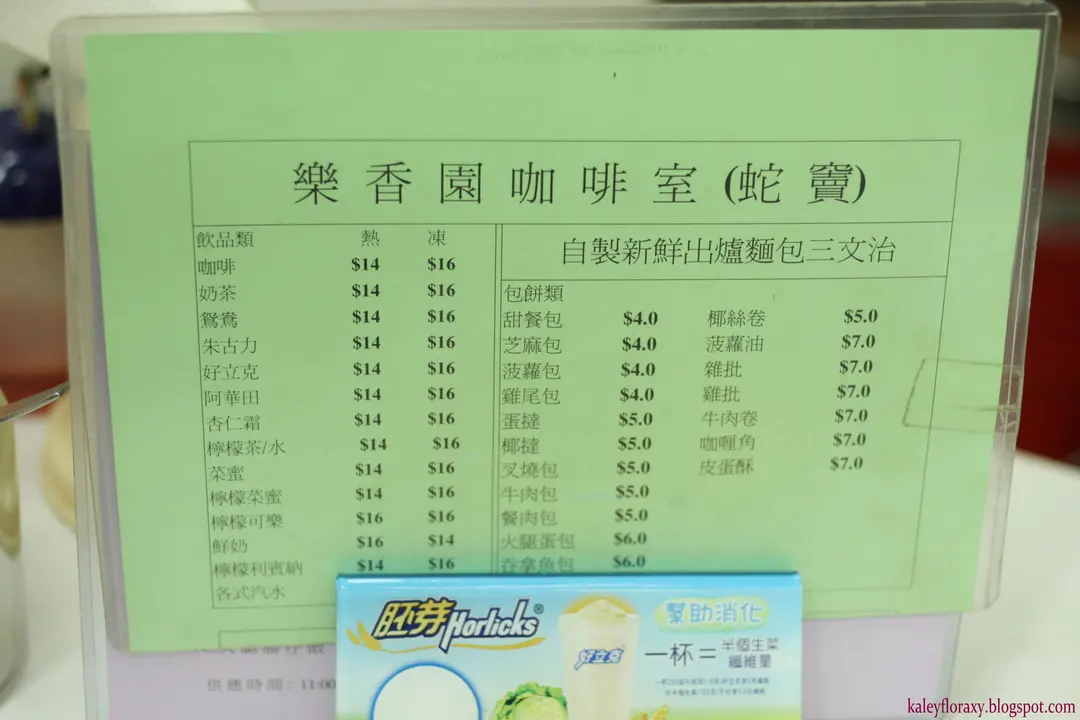 樂香園咖啡室(蛇竇)
飲品類 熱 凍
咖啡 $14 $16
奶茶 $14 $16
鴛鴦 $14 $16
朱古力 $14 $16
好立克 $14 $16
阿華田 $14 $16
杏仁霜 $14 $16
檸檬茶/水 $14 $16
菜蜜 $14 $16
檸檬菜蜜 $14 $16
檸檬可樂 $16 $16
鮮奶 $16 $14
檸檬利賓納 $14 $16
各式汽水
自製新鮮出爐麵包三文治
包餅類
甜餐包 $4.0 椰絲卷 $5.0
芝麻包 $4.0 菠蘿油 $7.0
菠蘿包 $4.0 雜批 $7.0
雞尾包 $4.0 雞批 $7.0
蛋撻 $5.0 牛肉卷 $7.0
椰撻 $5.0 咖喱角 $7.0
叉燒包 $5.0 皮蛋酥 $7.0
牛肉包 $5.0
餐肉包 $5.0
火腿蛋包 $6.0
吞拿魚包 $6.0
供應時間：11:00
胚芽Horlicks®
好立克
幫助消化
一杯=半個生菜
纖維量
kaleyfloraxy.blogspot.com